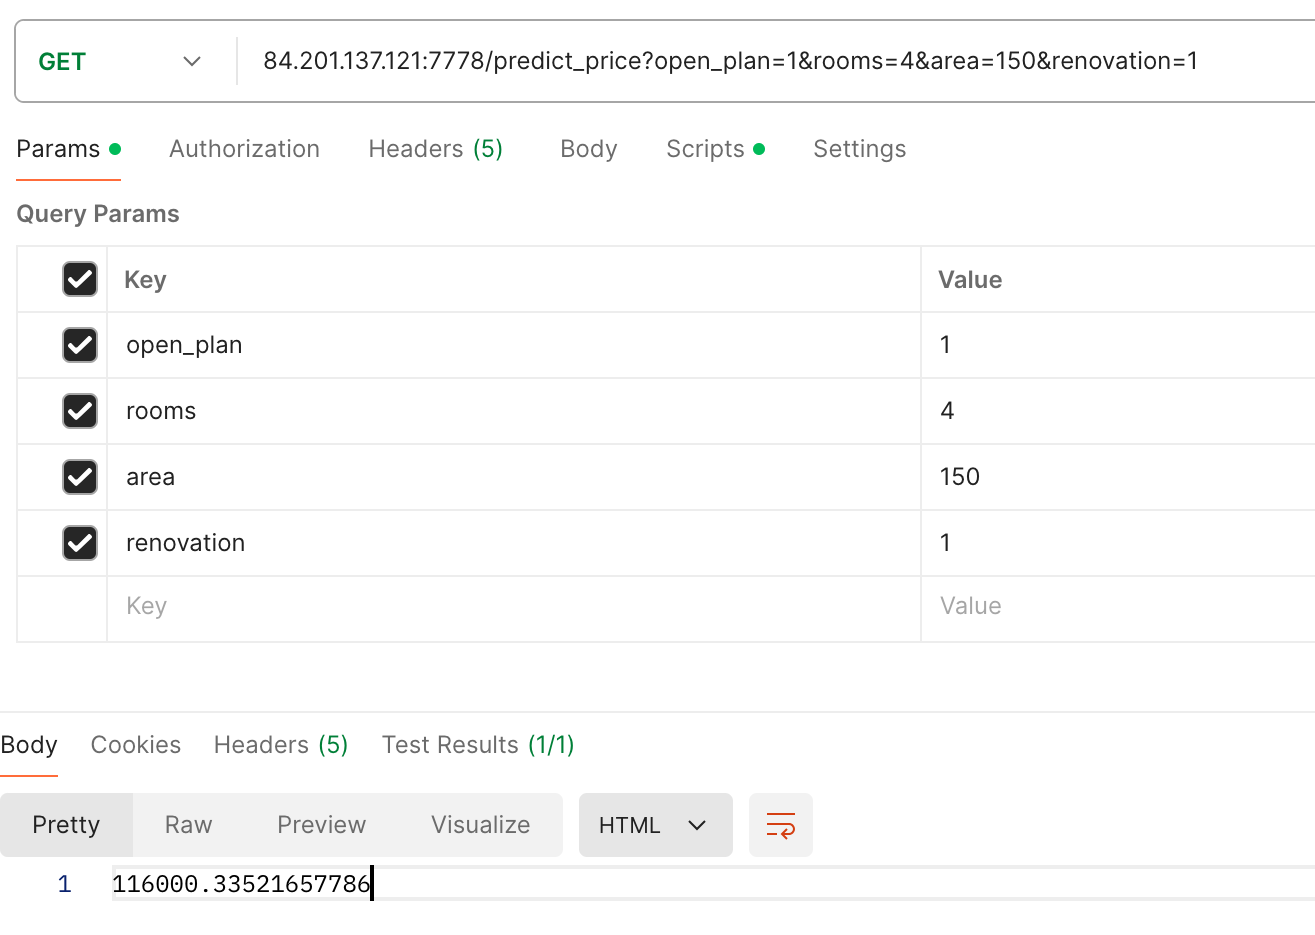 GET 84.201.137.121:7778/predict_price?open_plan=1&rooms=4&area=150&renovation=1
Params Authorization Headers (5) Body Scripts Settings
Query Params
Key Value
open_plan 1
rooms 4
area 150
renovation 1
Key Value
Body Cookies Headers (5) Test Results (1/1)
Pretty Raw Preview Visualize HTML
1 116000.33521657786